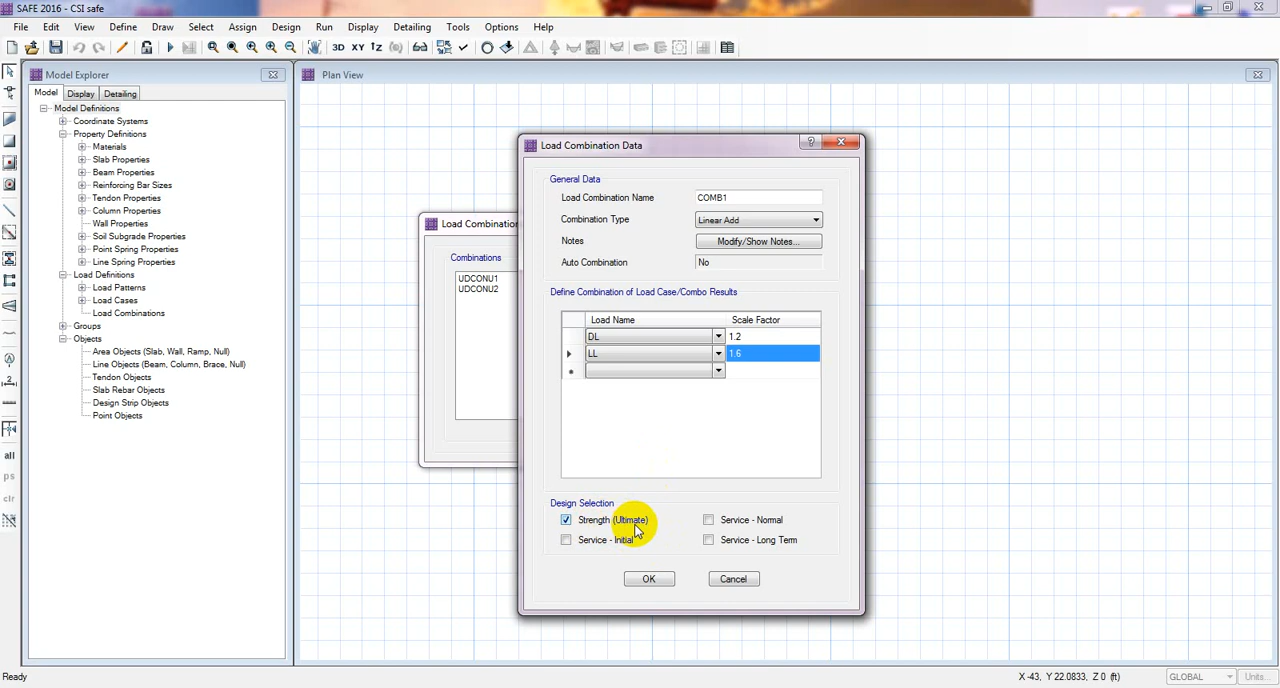 SAFE 2016 - CSI safe
File Edit View Define Draw Select Assign Design Run Display Detailing Tools Options Help
3D XY
Model Explorer
Model Display Detailing
Model Definitions
Coordinate Systems
Property Definitions
Materials
Slab Properties
Beam Properties
Reinforcing Bar Sizes
Tendon Properties
Column Properties
Wall Properties
Soil Subgrade Properties
Point Spring Properties
Line Spring Properties
Load Definitions
Load Patterns
Load Cases
Load Combinations
Groups
Objects
Area Objects (Slab, Wall, Ramp, Null)
Line Objects (Beam, Column, Brace, Null)
Tendon Objects
Slab Rebar Objects
Design Strip Objects
Point Objects
all
ps
clr
Plan View
Load Combination
Combinations
UDCONU1
UDCONU2
Load Combination Data
General Data
Load Combination Name COMB1
Combination Type Linear Add
Notes Modify/Show Notes...
Auto Combination No
Define Combination of Load Case/Combo Results
Load Name Scale Factor
DL 1.2
LL 1.6
Design Selection
Strength (Ultimate) Service - Normal
Service - Initial Service - Long Term
OK Cancel
Ready X -43, Y 22.0833, Z 0 (ft) GLOBAL Units...